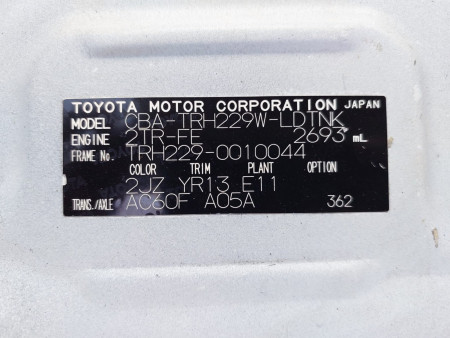 TOYOTA MOTOR CORPORATION JAPAN
MODEL CBA-TRH229W-LDTNK
ENGINE 2TR-FE 2693 mL
FRAME No. TRH229-0010044
COLOR TRIM PLANT OPTION
2JZ YR13 E11
TRANS./AXLE AC60F A05A 362